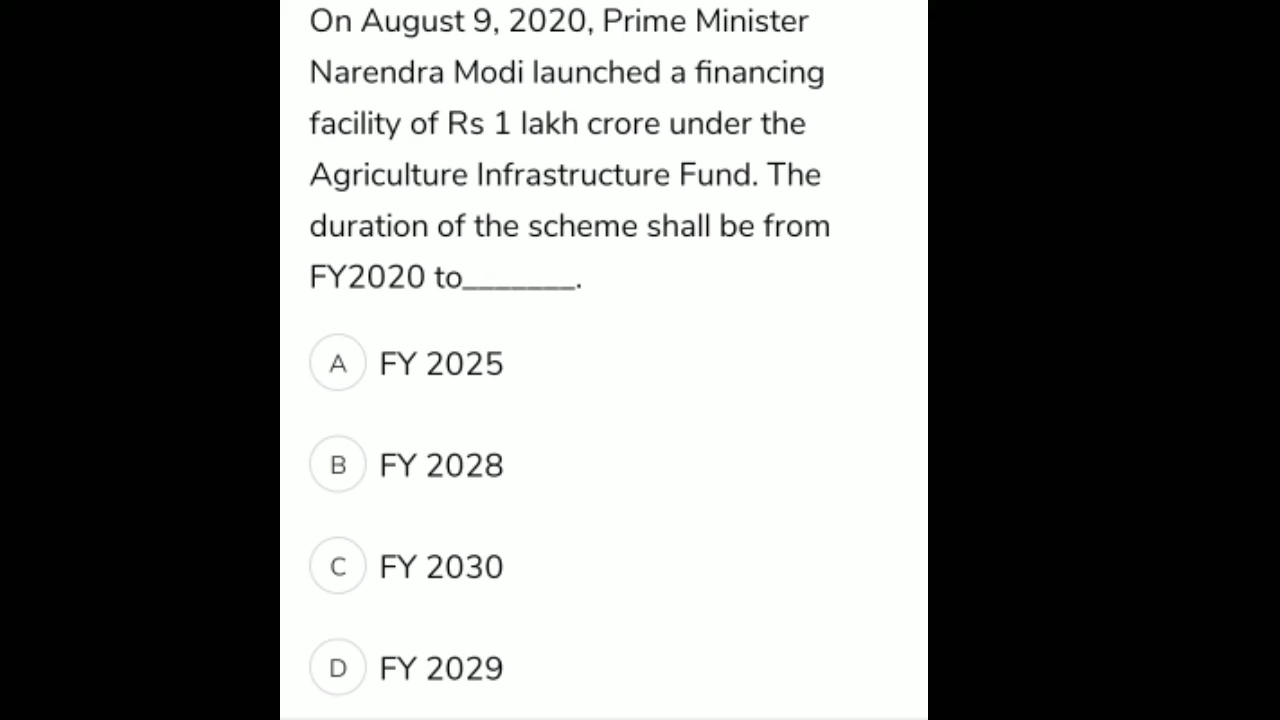 On August 9, 2020, Prime Minister
Narendra Modi launched a financing
facility of Rs 1 lakh crore under the
Agriculture Infrastructure Fund. The
duration of the scheme shall be from
FY2020 to_______.
A FY 2025
B FY 2028
C FY 2030
D FY 2029